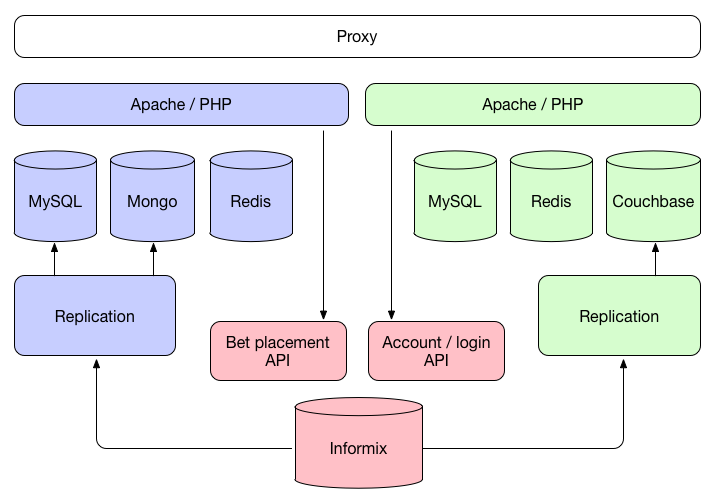 Proxy
Apache / PHP
Apache / PHP
MySQL
Mongo
Redis
MySQL
Redis
Couchbase
Replication
Replication
Bet placement
API
Account / login
API
Informix